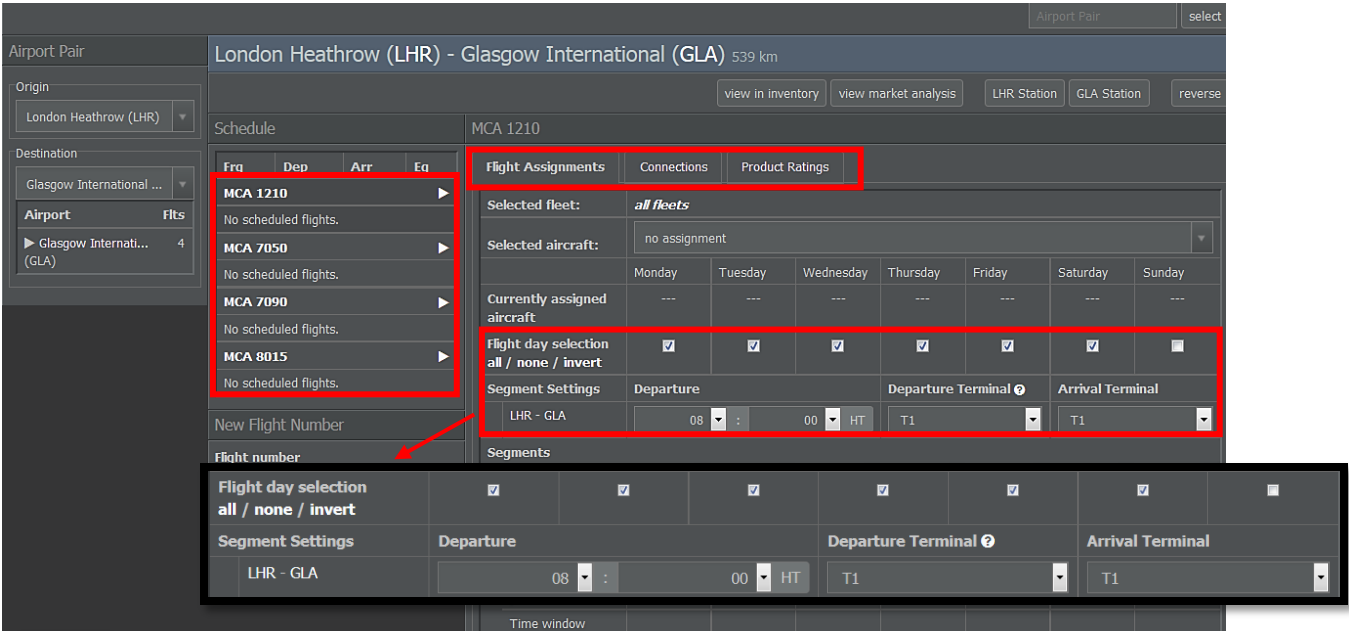 Airport Pair select
Airport Pair
London Heathrow (LHR) - Glasgow International (GLA) 539 km
Origin
London Heathrow (LHR)
Destination
Glasgow International ...
Airport Flts
Glasgow Internati... 4
(GLA)
view in inventory view market analysis LHR Station GLA Station reverse
Schedule
Frq Dep Arr Eq
MCA 1210
No scheduled flights.
MCA 7050
No scheduled flights.
MCA 7090
No scheduled flights.
MCA 8015
No scheduled flights.
New Flight Number
Flight number
MCA 1210
Flight Assignments Connections Product Ratings
Selected fleet: all fleets
Selected aircraft: no assignment
Monday Tuesday Wednesday Thursday Friday Saturday Sunday
Currently assigned --- --- --- --- --- --- ---
aircraft
Flight day selection
all / none / invert
Segment Settings Departure Departure Terminal ? Arrival Terminal
LHR - GLA 08 : 00 HT T1 T1
Segments
Flight day selection
all / none / invert
Segment Settings Departure Departure Terminal ? Arrival Terminal
LHR - GLA 08 : 00 HT T1 T1
Time window